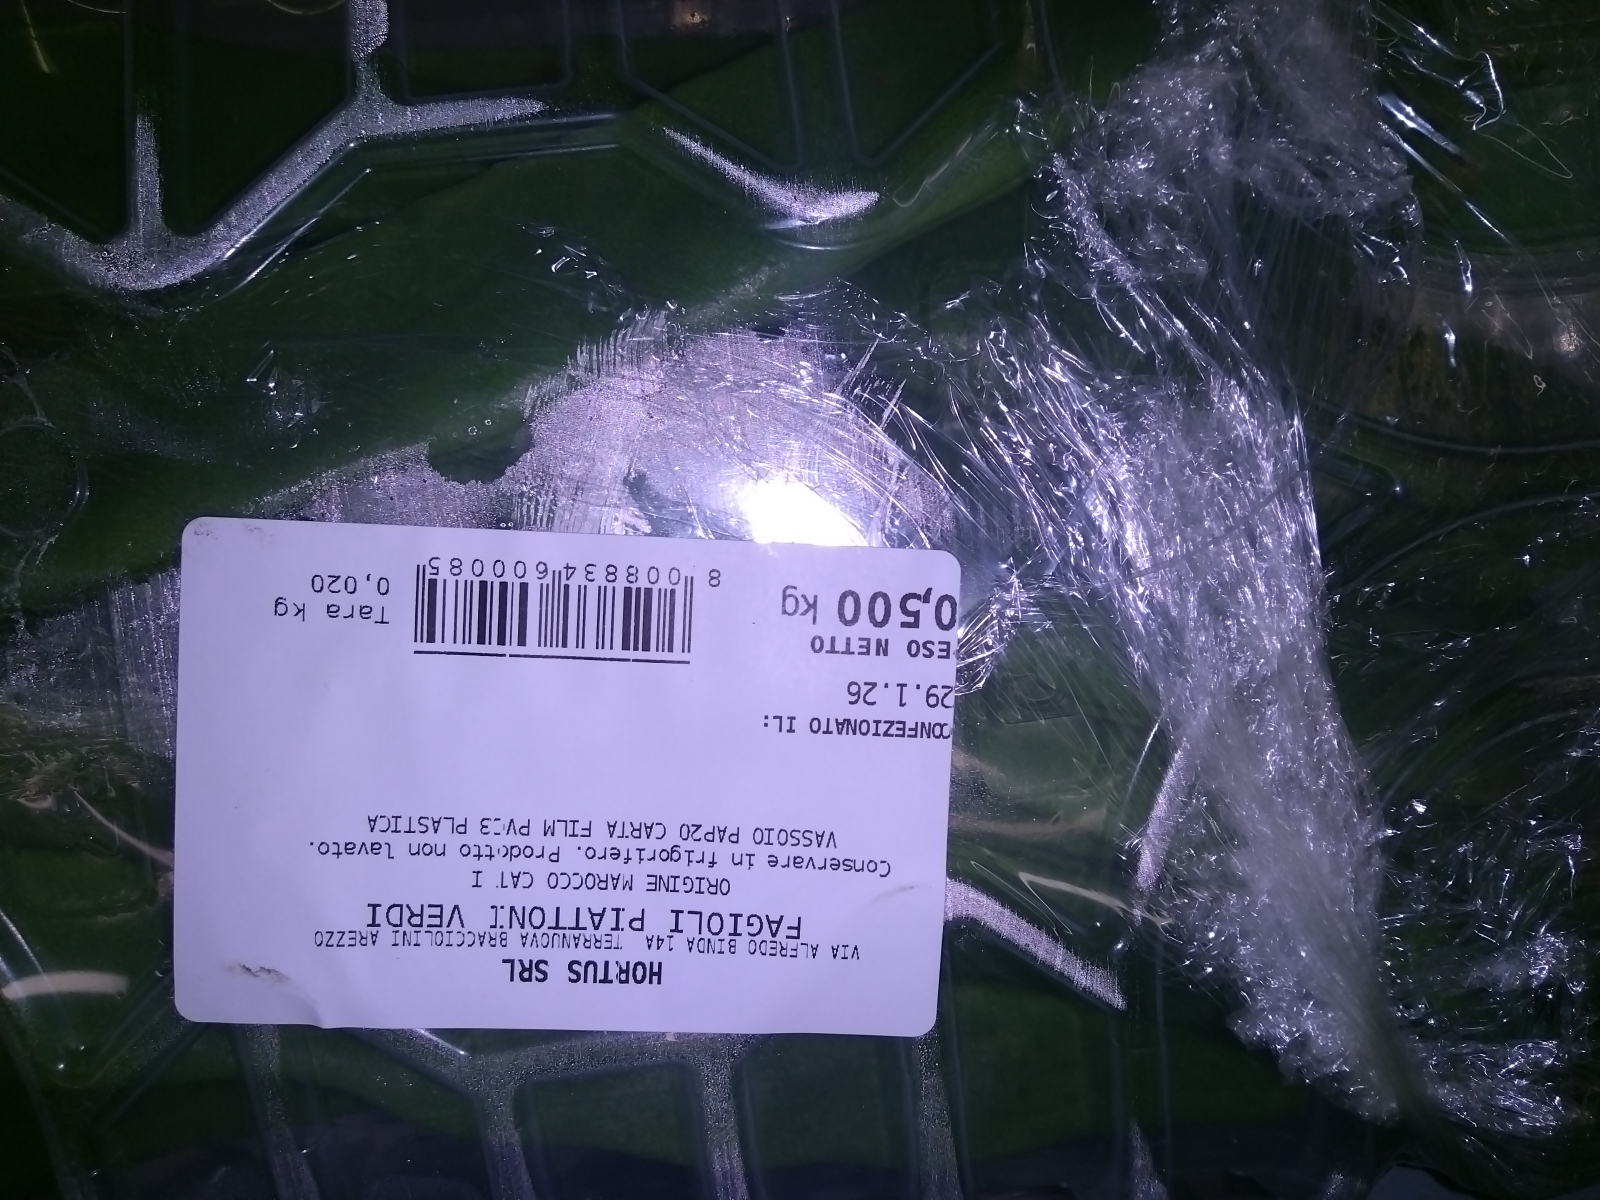 HORTUS SRL
VIA ALFREDO BINDA 14A TERRANUOVA BRACCIOLINI AREZZO
FAGIOLI PIATTONI VERDI
ORIGINE MAROCCO CAT I
Conservare in frigorifero. Prodotto non lavato.
VASSOIO PAP20 CARTA FILM PVC3 PLASTICA
CONFEZIONATO IL:
29.1.26
ESO NETTO
0,500 kg
8 008834 600085
Tara kg
0,020